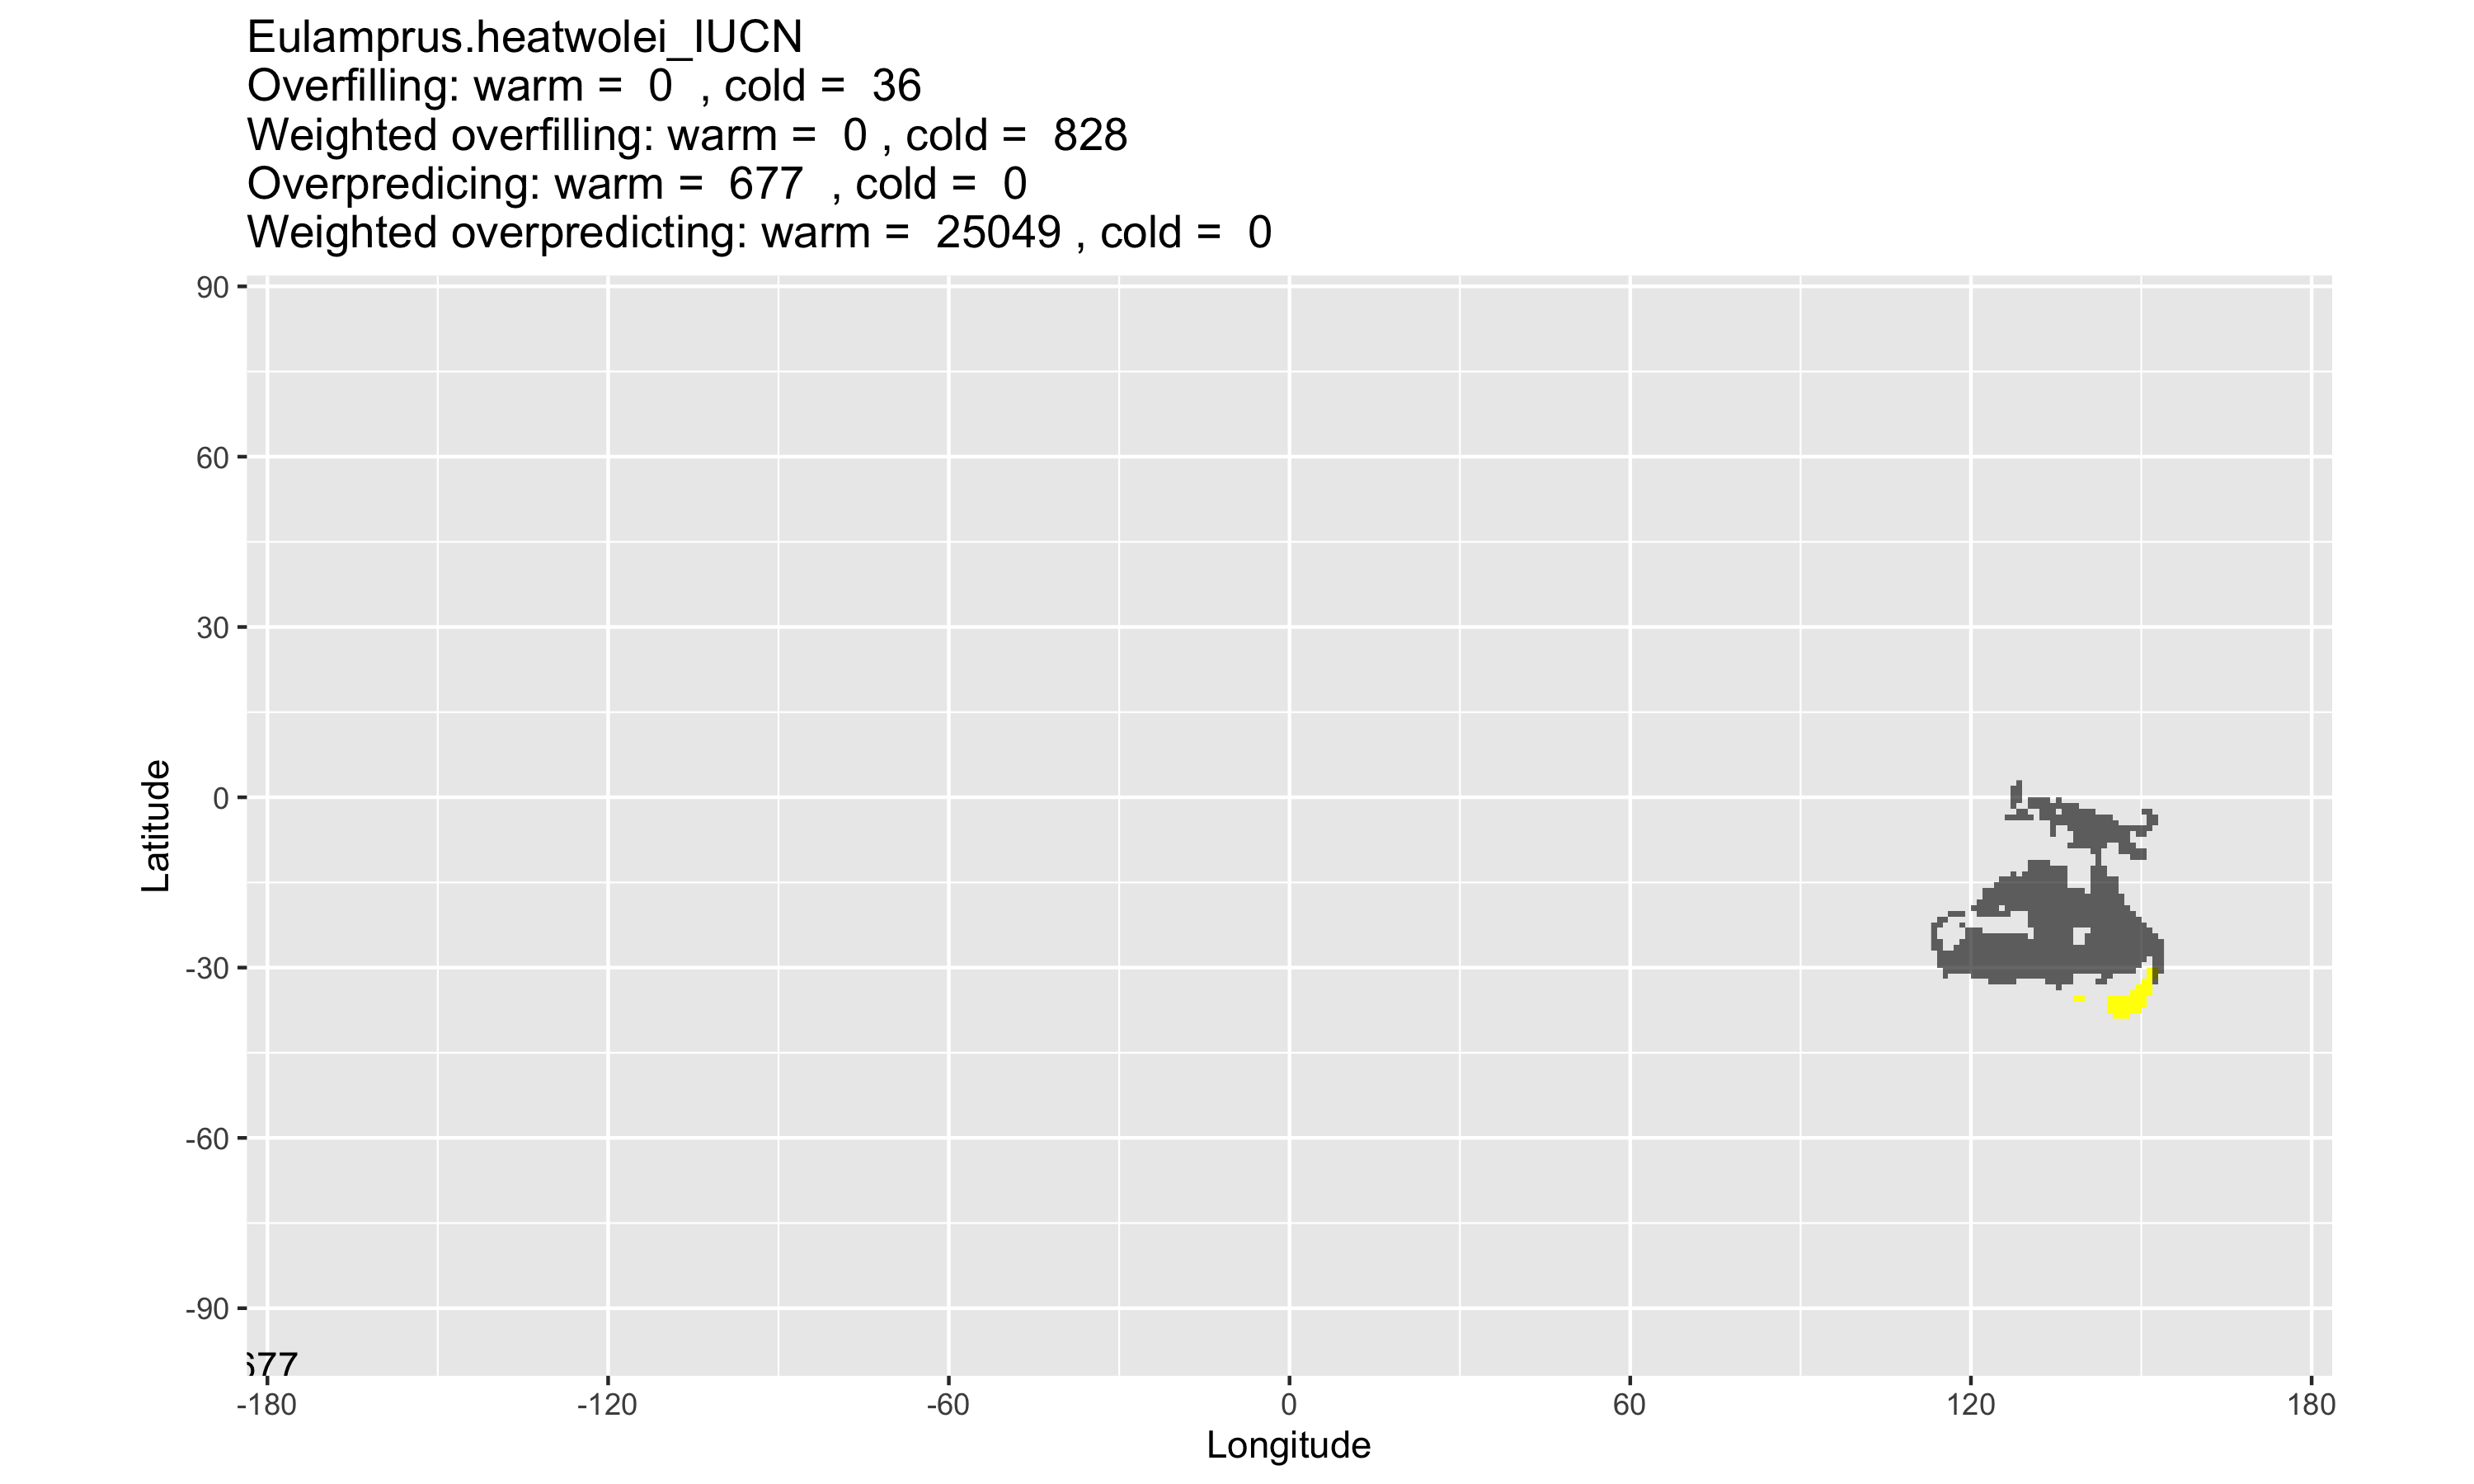 Eulamprus.heatwolei_IUCN
Overfilling: warm =  0  , cold =  36
Weighted overfilling: warm =  0 , cold =  828
Overpredicing: warm =  677  , cold =  0
Weighted overpredicting: warm =  25049 , cold =  0
90
60
30
0
-30
-60
-90
Latitude
677
-180
-120
-60
0
60
120
180
Longitude